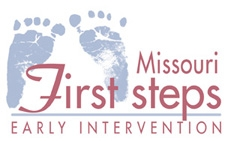 Missouri
First steps
EARLY INTERVENTION